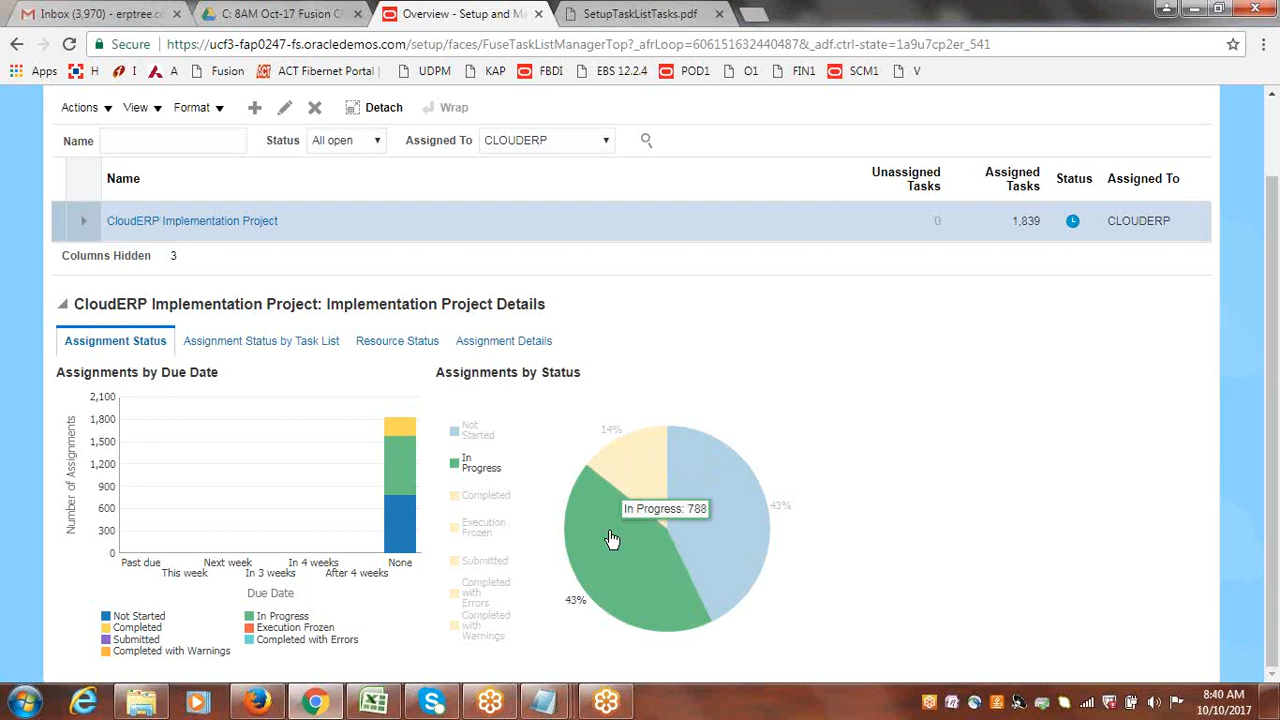 Inbox (3,970) - emptree.co
C: 8AM Oct-17 Fusion C
Overview - Setup and Ma
SetupTaskListTasks.pdf
Secure
https://ucf3-fap0247-fs.oracledemos.com/setup/faces/FuseTaskListManagerTop?_afrLoop=6061516324404487&_adf.ctrl-state=1a9u7cp2er_541
Apps H T A Fusion ACT Fibernet Portal UDPM KAP FBDI EBS 12.2.4 POD1 O1 FIN1 SCM1 V
Actions View Format Detach Wrap
Name Status All open Assigned To CLOUDERP
Name Unassigned Tasks Assigned Tasks Status Assigned To
CloudERP Implementation Project 0 1,839 CLOUDERP
Columns Hidden 3
CloudERP Implementation Project: Implementation Project Details
Assignment Status Assignment Status by Task List Resource Status Assignment Details
Assignments by Due Date
Number of Assignments
2,100
1,800
1,500
1,200
900
600
300
0
Past due
This week
Next week
In 3 weeks
In 4 weeks
After 4 weeks
None
Due Date
Not Started
In Progress
Completed
Execution Frozen
Submitted
Completed with Errors
Completed with Warnings
Assignments by Status
Not
Started
In
Progress
Completed
Execution
Frozen
Submitted
Completed
with
Errors
Completed
with
Warnings
14%
43%
In Progress: 788
43%
8:40 AM
10/10/2017